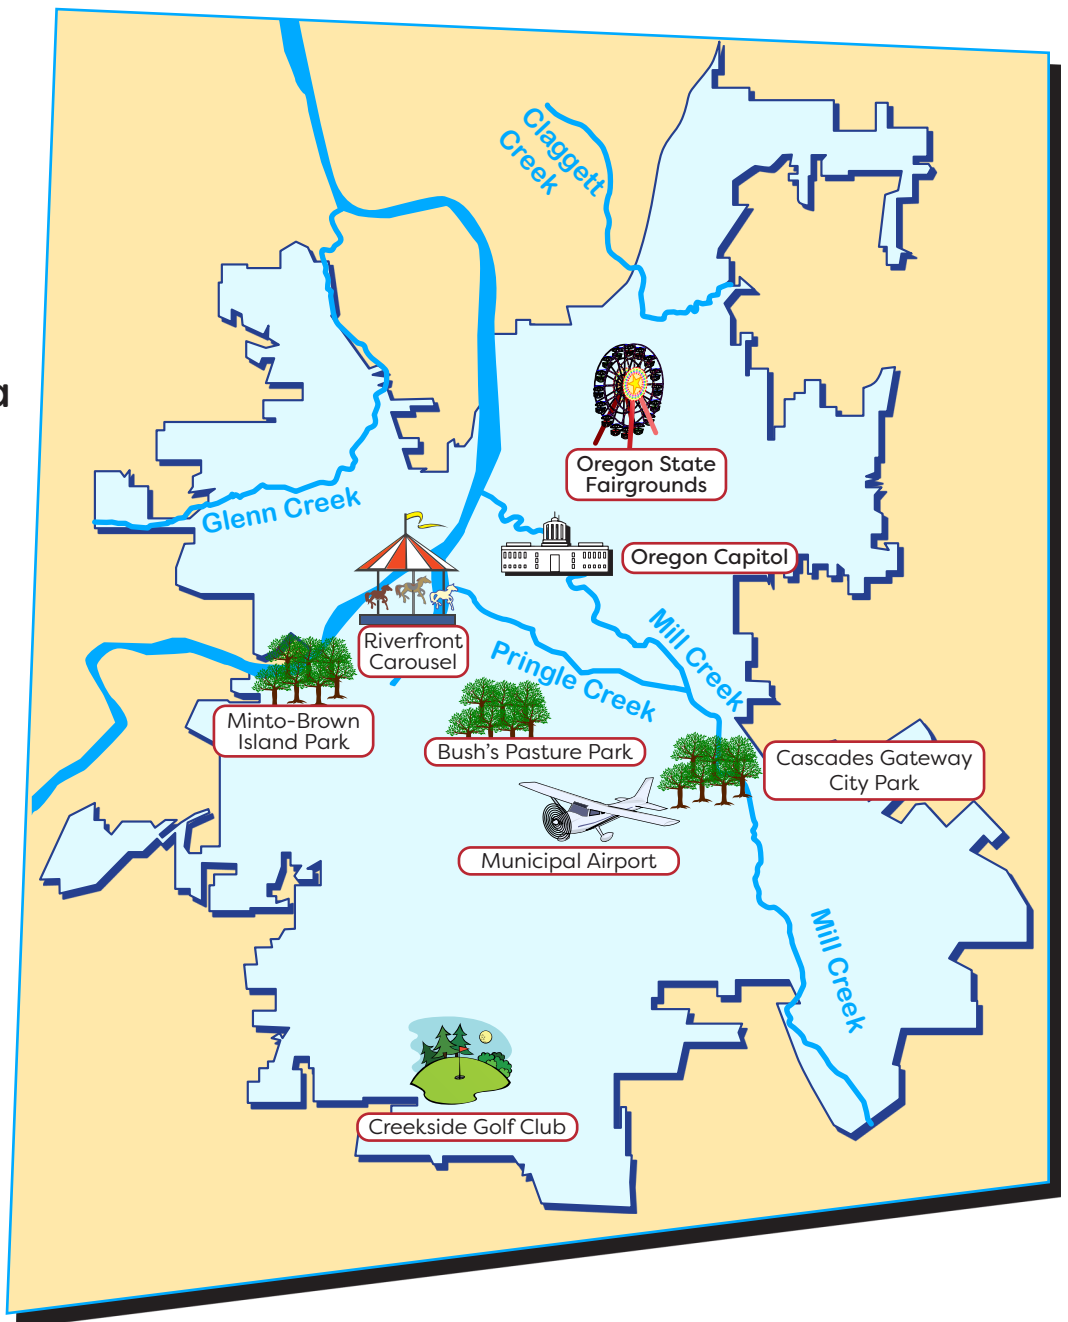 Claggett
Creek
a
Oregon State
Fairgrounds
Glenn Creek
Oregon Capitol
Riverfront
Carousel
Mill Creek
Pringle Creek
Minto-Brown
Island Park
Bush's Pasture Park
Cascades Gateway
City Park
Municipal Airport
Mill Creek
Creekside Golf Club